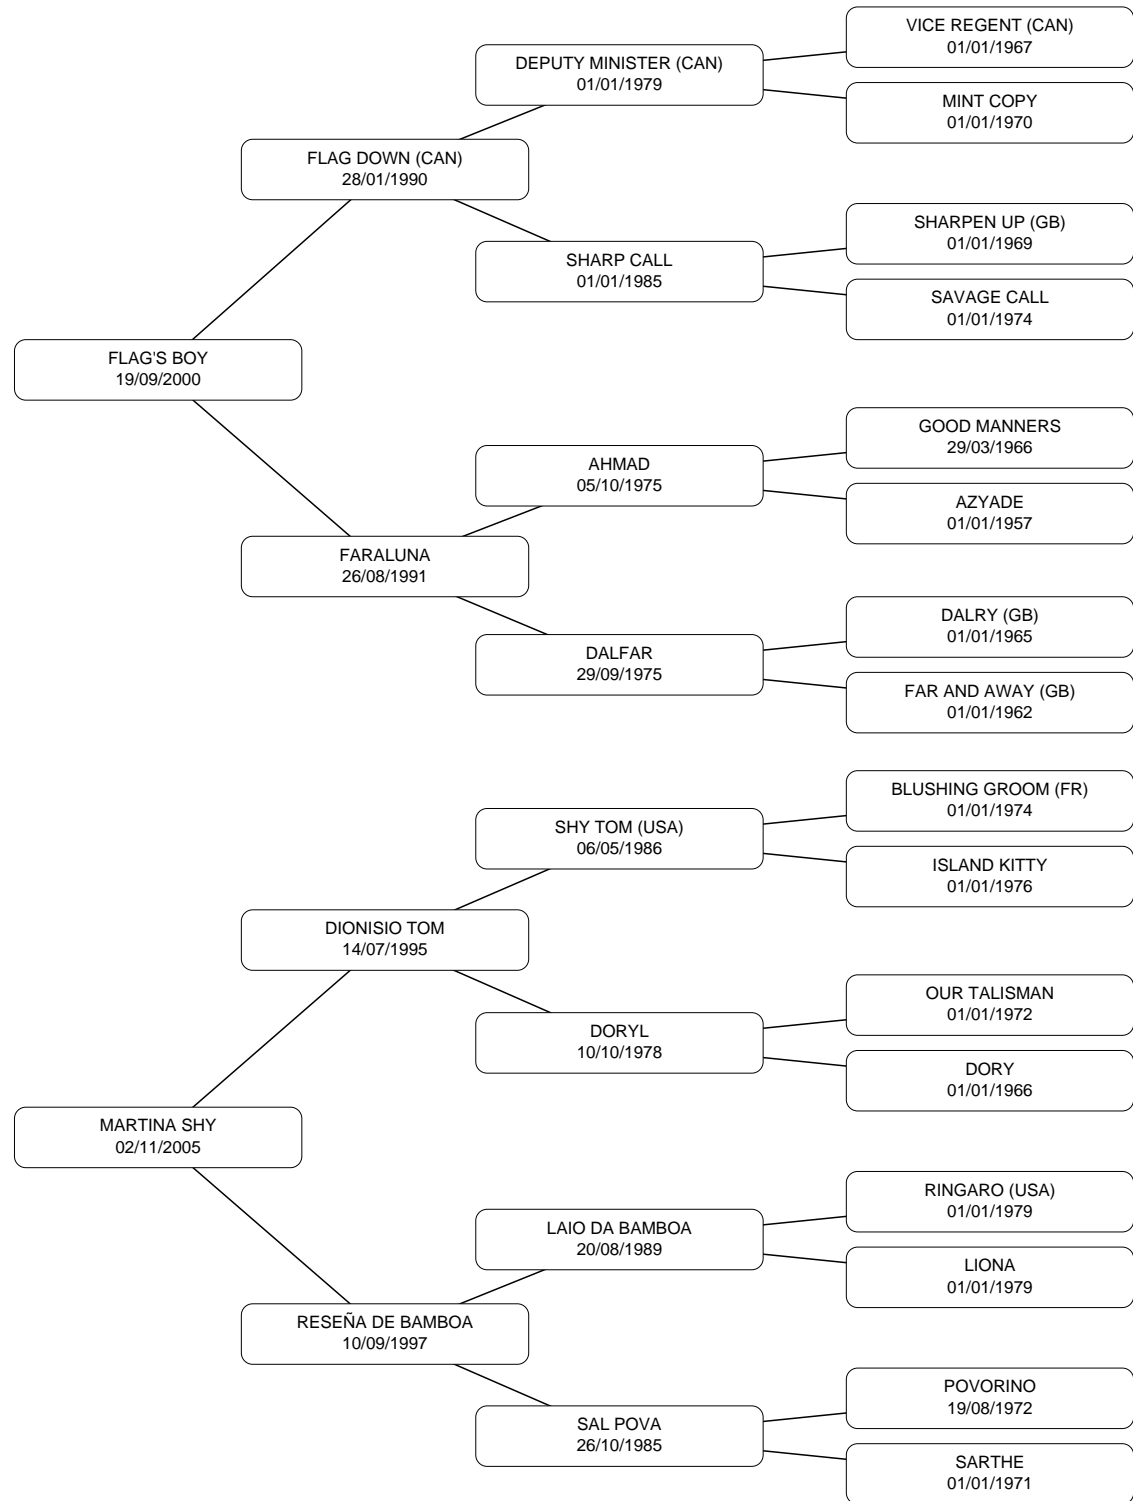 VICE REGENT (CAN)
01/01/1967
DEPUTY MINISTER (CAN)
01/01/1979
MINT COPY
01/01/1970
FLAG DOWN (CAN)
28/01/1990
SHARPEN UP (GB)
01/01/1969
SHARP CALL
01/01/1985
SAVAGE CALL
01/01/1974
FLAG'S BOY
19/09/2000
GOOD MANNERS
29/03/1966
AHMAD
05/10/1975
AZYADE
01/01/1957
FARALUNA
26/08/1991
DALRY (GB)
01/01/1965
DALFAR
29/09/1975
FAR AND AWAY (GB)
01/01/1962
BLUSHING GROOM (FR)
01/01/1974
SHY TOM (USA)
06/05/1986
ISLAND KITTY
01/01/1976
DIONISIO TOM
14/07/1995
OUR TALISMAN
01/01/1972
DORYL
10/10/1978
DORY
01/01/1966
MARTINA SHY
02/11/2005
RINGARO (USA)
01/01/1979
LAIO DA BAMBOA
20/08/1989
LIONA
01/01/1979
RESEÑA DE BAMBOA
10/09/1997
POVORINO
19/08/1972
SAL POVA
26/10/1985
SARTHE
01/01/1971